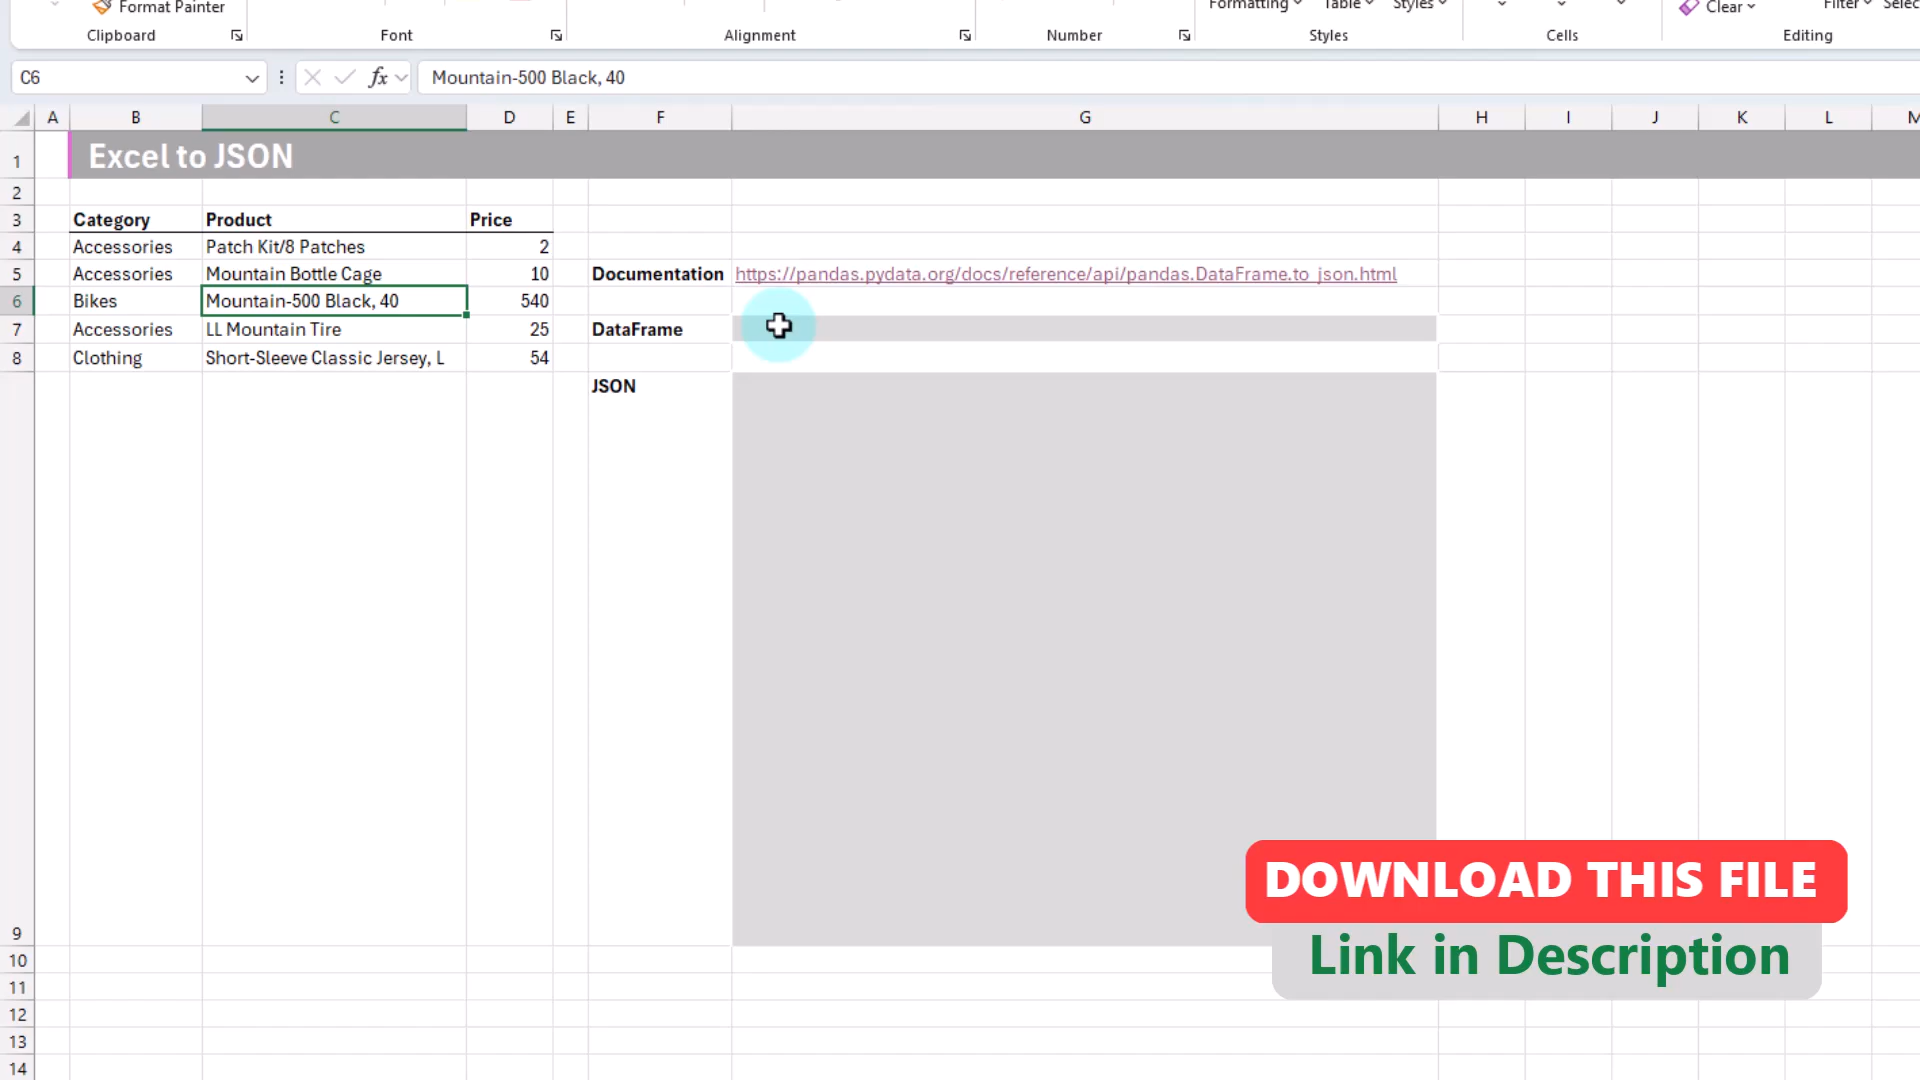 Format Painter
Formatting Table Styles Clear Filter
Clipboard Font Alignment Number Styles Cells Editing
C6 fx Mountain-500 Black, 40
A B C D E F G H I J K L M
1 Excel to JSON
2
3 Category Product Price
4 Accessories Patch Kit/8 Patches 2
5 Accessories Mountain Bottle Cage 10 Documentation https://pandas.pydata.org/docs/reference/api/pandas.DataFrame.to_json.html
6 Bikes Mountain-500 Black, 40 540
7 Accessories LL Mountain Tire 25 DataFrame
8 Clothing Short-Sleeve Classic Jersey, L 54
JSON
DOWNLOAD THIS FILE
9
Link in Description
10
11
12
13
14